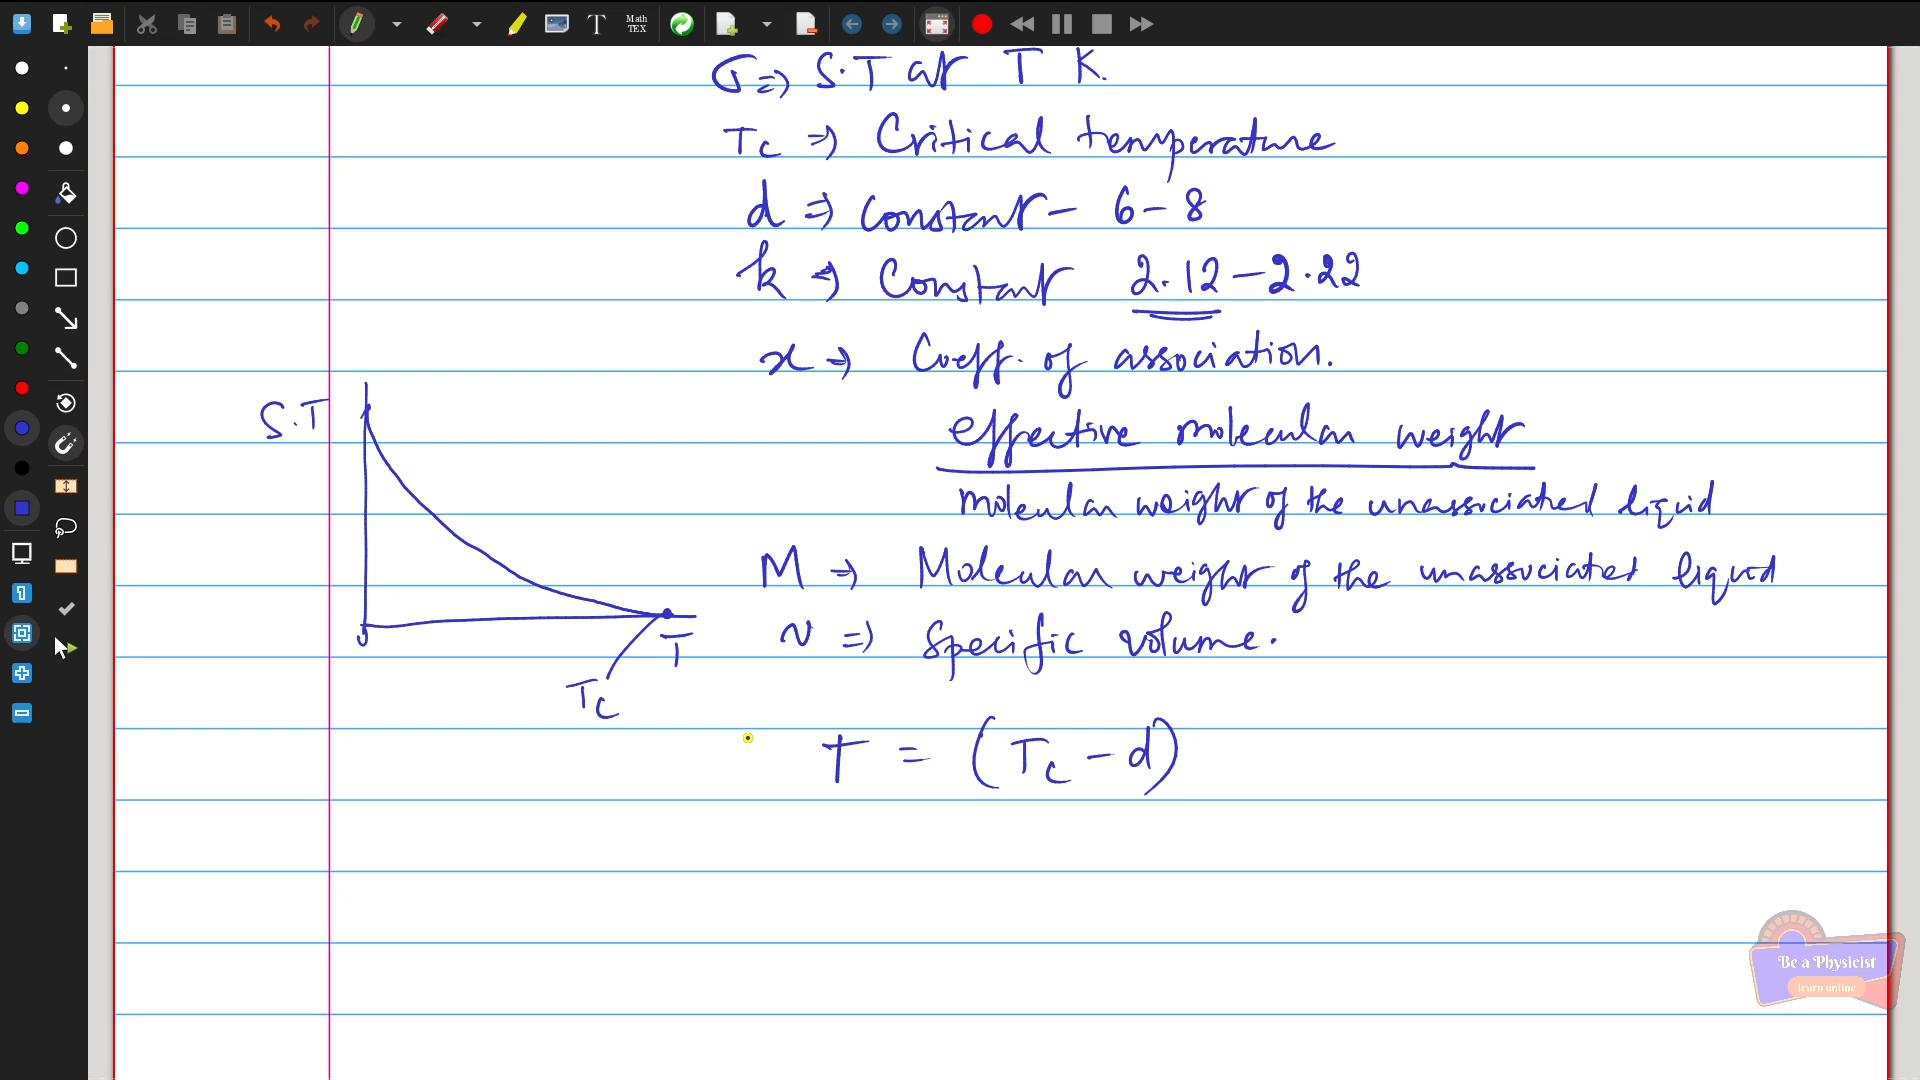 Math
TEX
T
σ ⇒ S.T at T K.
Tc ⇒ Critical temperature
d ⇒ Constant – 6 – 8
k ⇒ Constant 2.12 – 2.22
x ⇒ Coeff. of association.
effective molecular weight
molecular weight of the unassociated liquid
M ⇒ Molecular weight of the unassociated liquid
v ⇒ Specific volume.
S.T
T
Tc
T = (Tc – d)
Be a Physicist
learn online